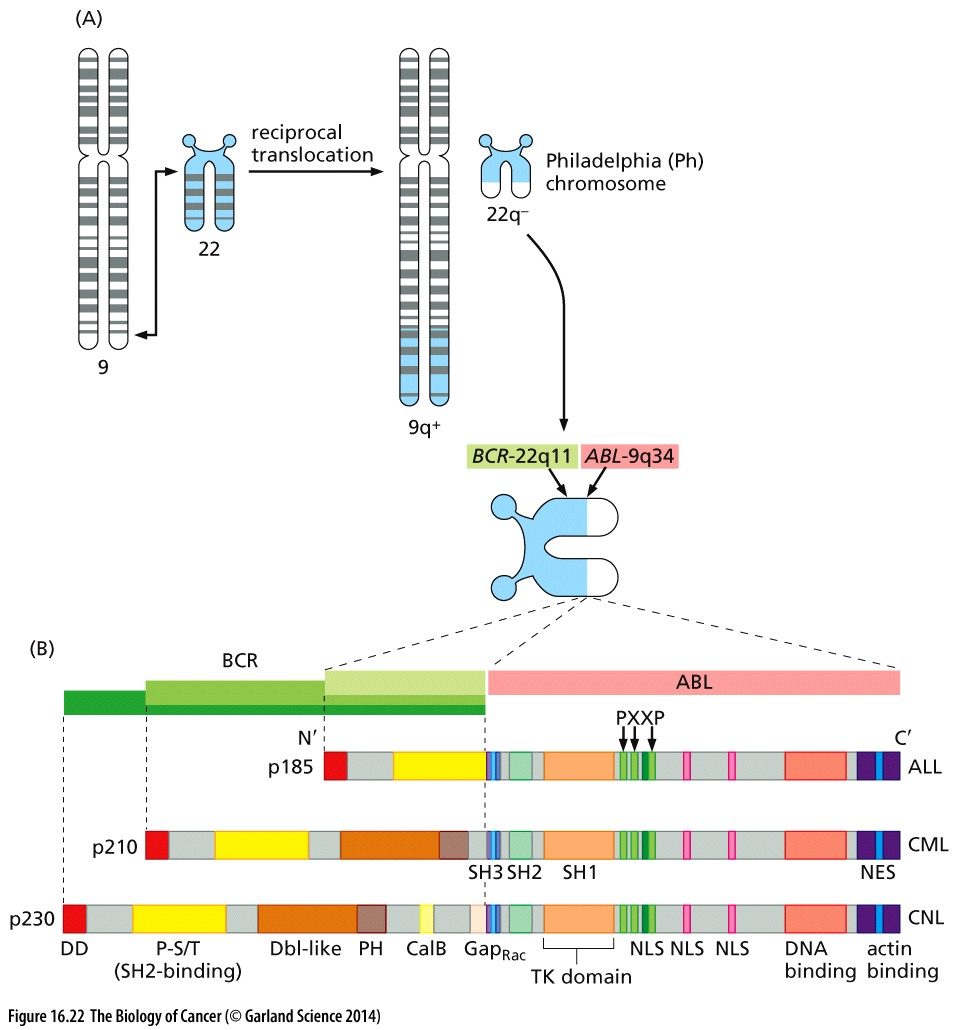 (A)
reciprocal
translocation
Philadelphia (Ph)
chromosome
22q⁻
22
9
9q⁺
BCR-22q11 ABL-9q34
(B)
BCR
ABL
PXXP
N′ C′
p185 ALL
p210 CML
SH3 SH2 SH1 NES
p230 CNL
DD P-S/T Dbl-like PH CalB GapRac NLS NLS NLS DNA actin
(SH2-binding) TK domain binding binding
Figure 16.22 The Biology of Cancer (© Garland Science 2014)